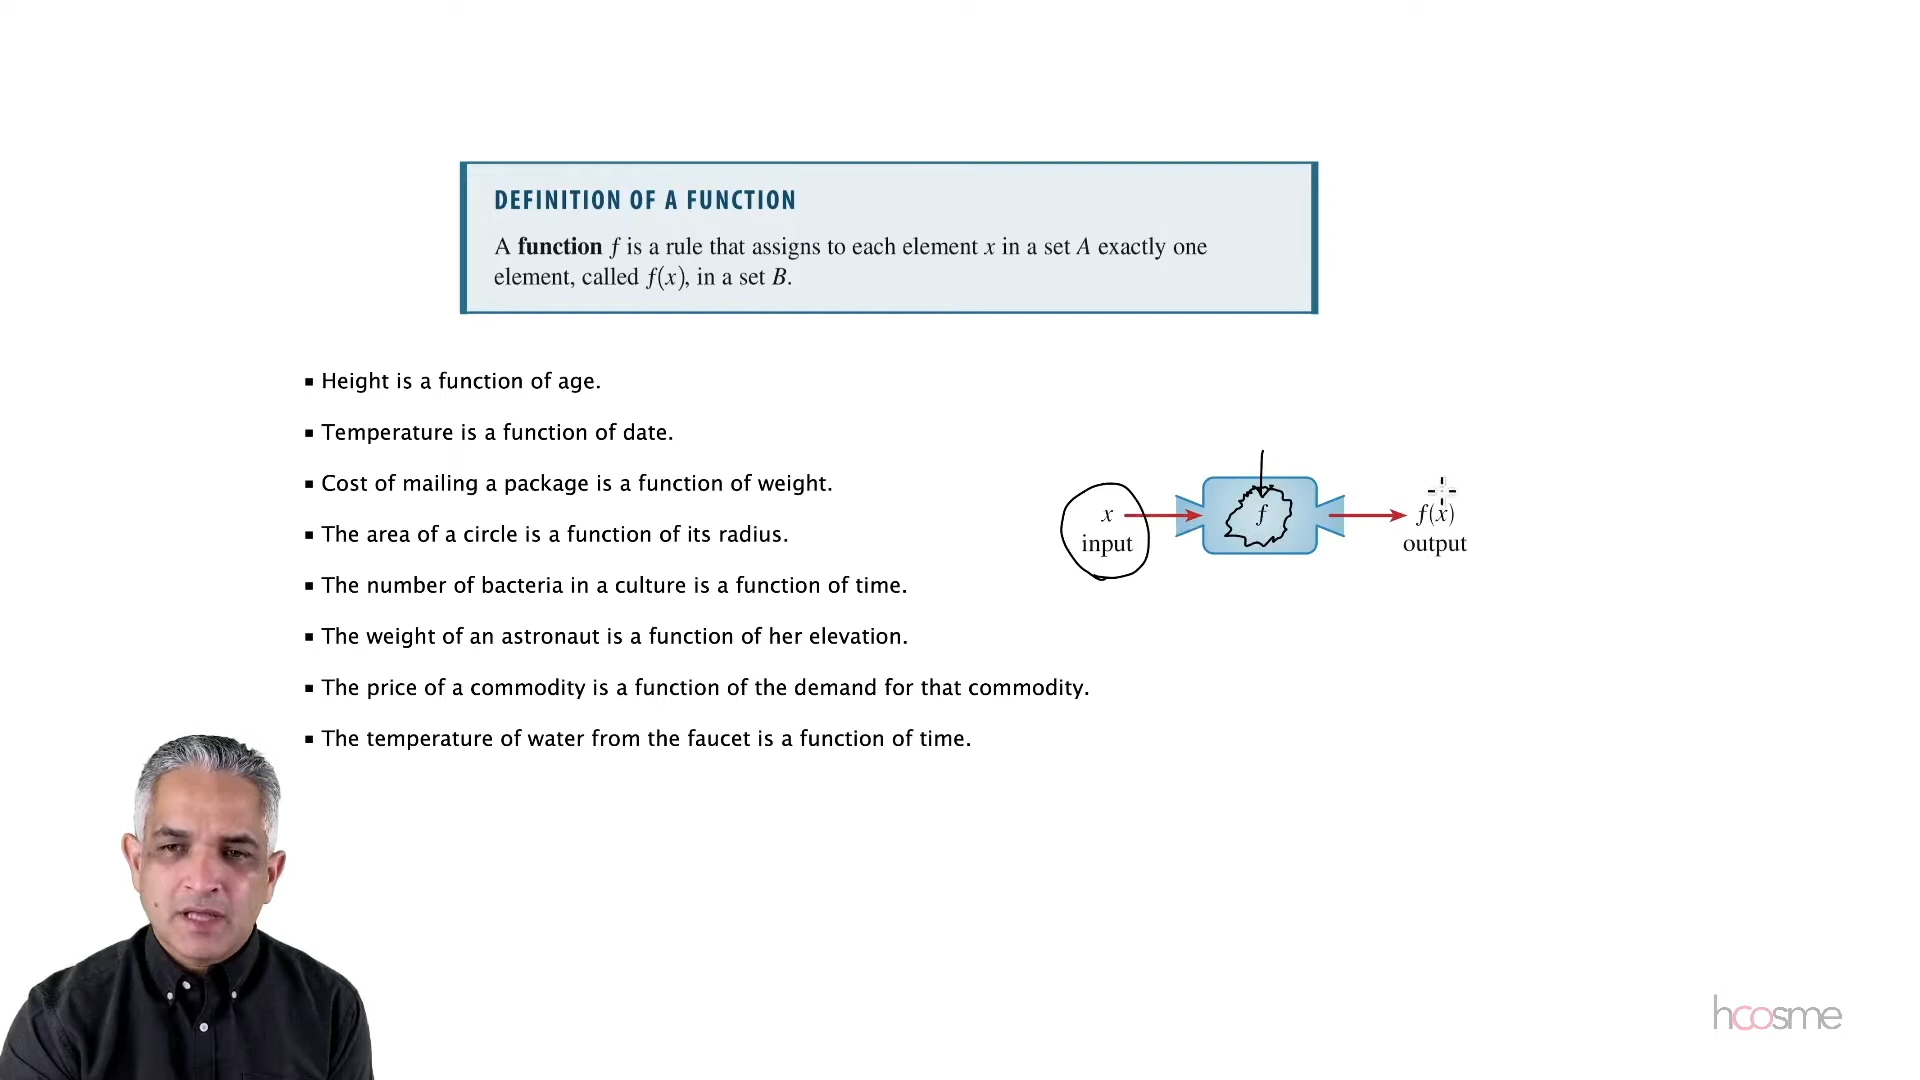 DEFINITION OF A FUNCTION
A function f is a rule that assigns to each element x in a set A exactly one
element, called f(x), in a set B.
▪ Height is a function of age.
▪ Temperature is a function of date.
▪ Cost of mailing a package is a function of weight.
▪ The area of a circle is a function of its radius.
▪ The number of bacteria in a culture is a function of time.
▪ The weight of an astronaut is a function of her elevation.
▪ The price of a commodity is a function of the demand for that commodity.
▪ The temperature of water from the faucet is a function of time.
x
input
f
f(x)
output
hcosme